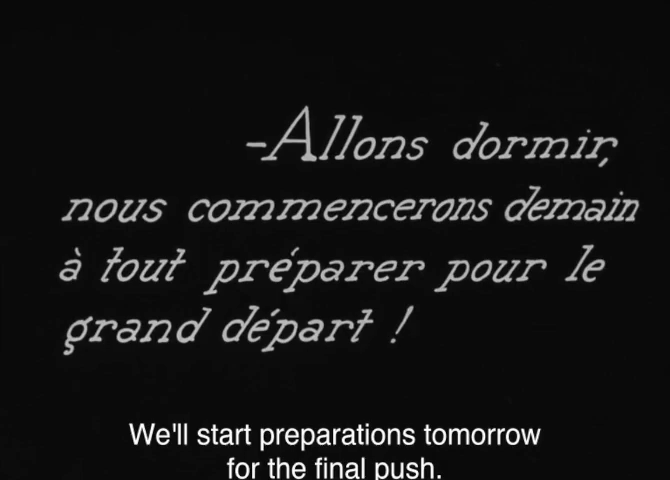 -Allons dormir,
nous commencerons demain
à tout préparer pour le
grand départ !
We'll start preparations tomorrow
for the final push.